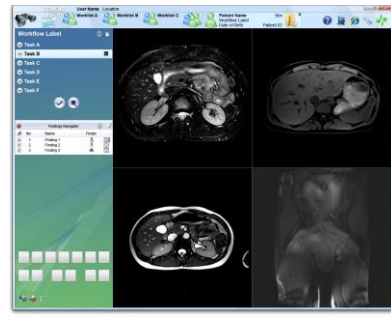 User Name Location
Worklist A Worklist B Worklist C
Patient Name
Workflow Label
Date of Birth
Patient ID
Workflow Label
Task A
Task B
Task C
Task D
Task E
Task F
Findings Navigator
No Name Finder
1 Finding 1
2 Finding 2
3 Finding 3